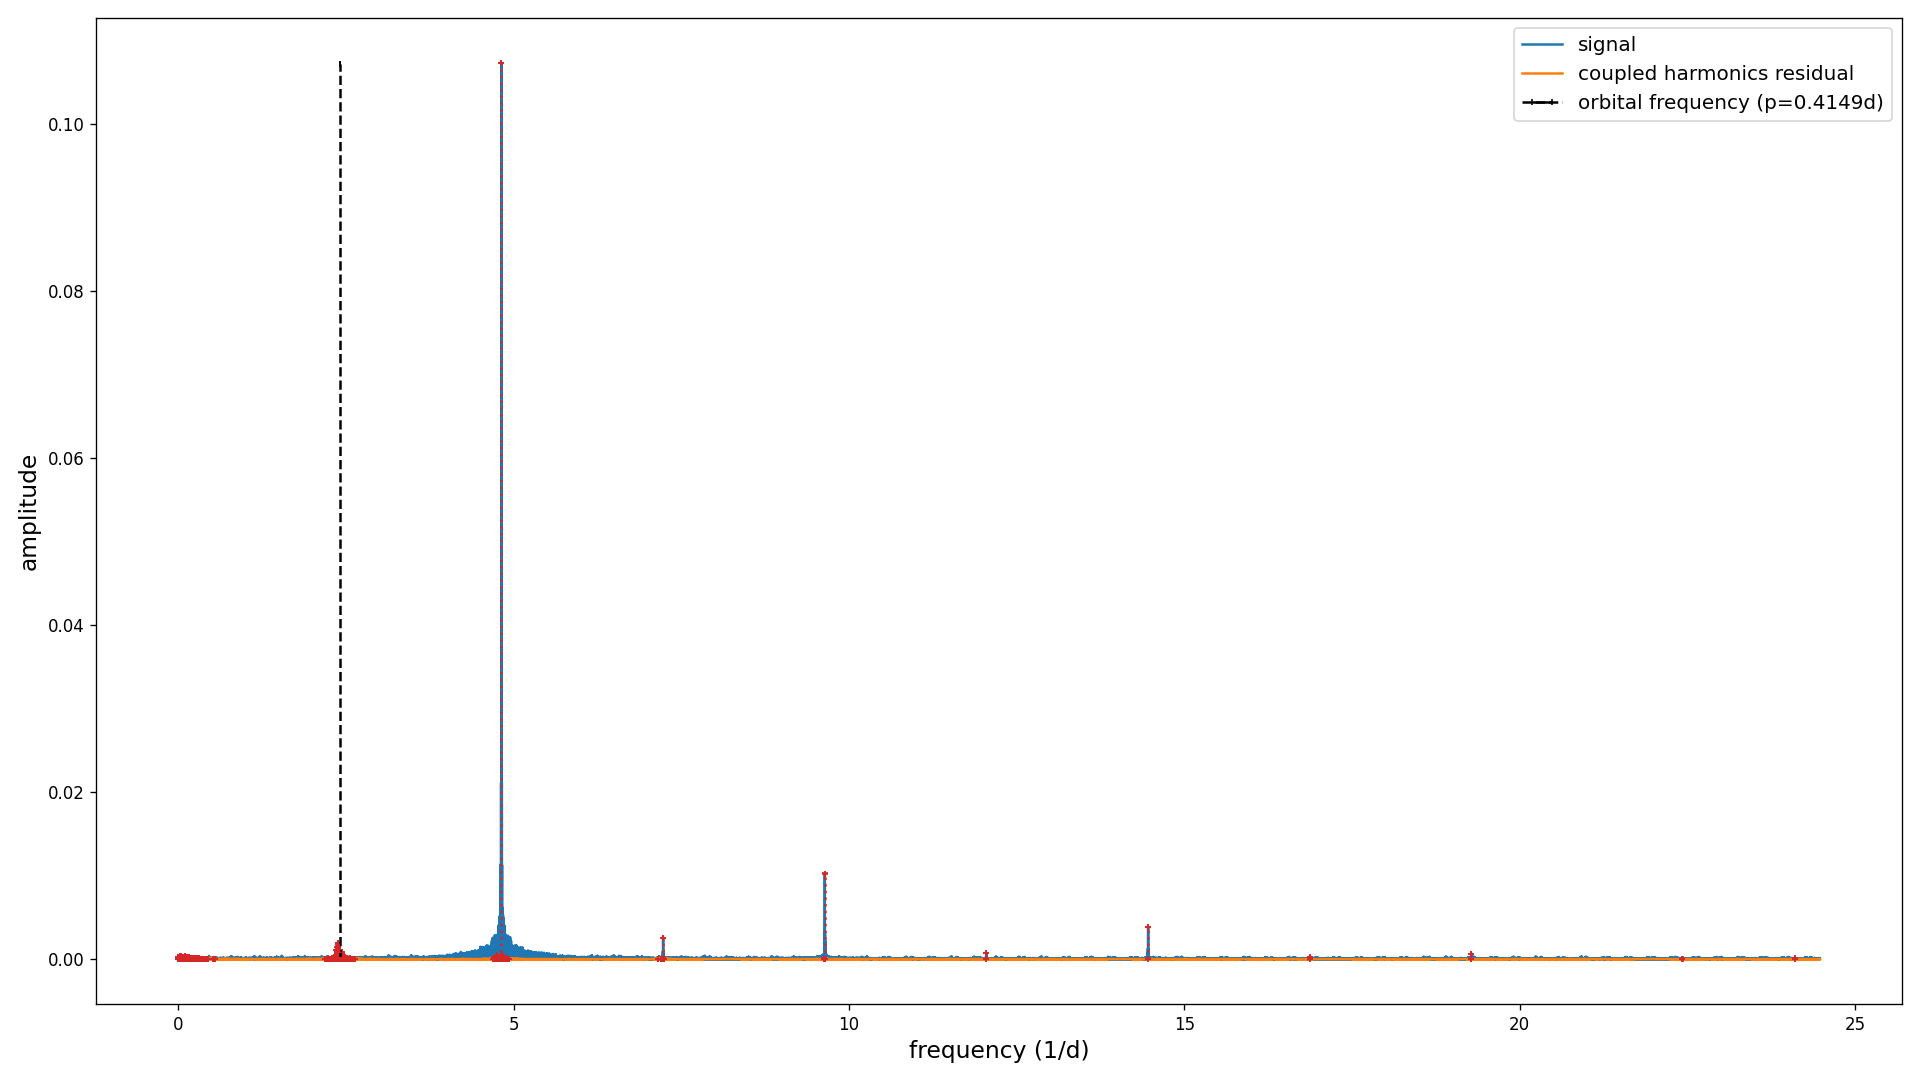 signal
coupled harmonics residual
orbital frequency (p=0.4149d)
amplitude
0.10
0.08
0.06
0.04
0.02
0.00
0 5 10 15 20 25
frequency (1/d)